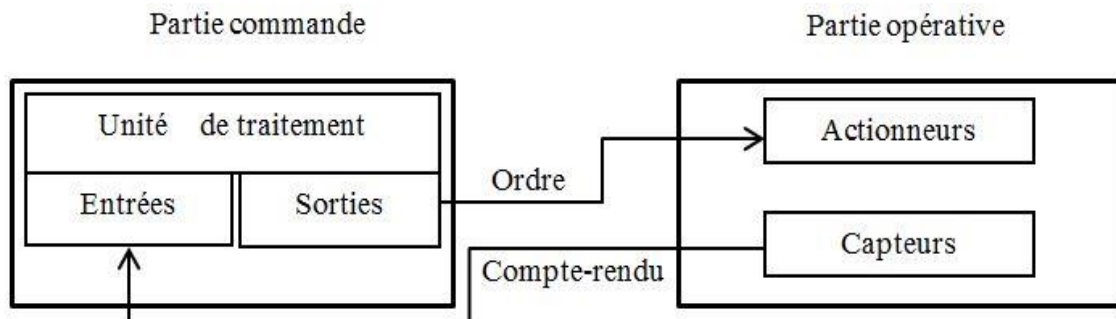 Partie commande
Partie opérative
Unité de traitement
Entrées
Sorties
Ordre
Compte-rendu
Actionneurs
Capteurs